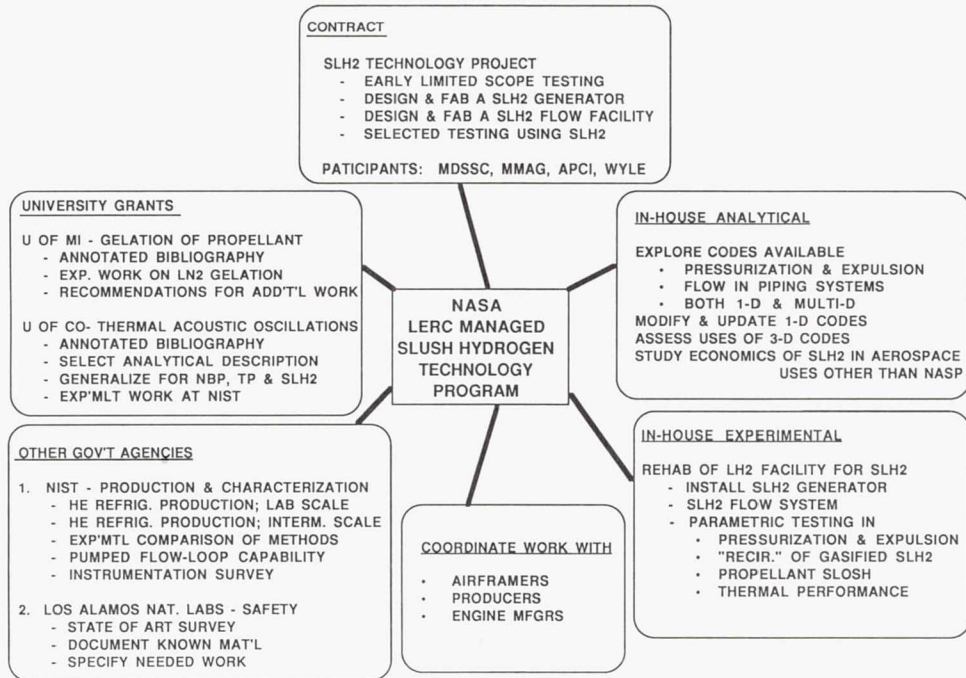 CONTRACT
SLH2 TECHNOLOGY PROJECT
- EARLY LIMITED SCOPE TESTING
- DESIGN & FAB A SLH2 GENERATOR
- DESIGN & FAB A SLH2 FLOW FACILITY
- SELECTED TESTING USING SLH2
PATICIPANTS: MDSSC, MMAG, APCI, WYLE
UNIVERSITY GRANTS
U OF MI - GELATION OF PROPELLANT
- ANNOTATED BIBLIOGRAPHY
- EXP. WORK ON LN2 GELATION
- RECOMMENDATIONS FOR ADD'T'L WORK
U OF CO- THERMAL ACOUSTIC OSCILLATIONS
- ANNOTATED BIBLIOGRAPHY
- SELECT ANALYTICAL DESCRIPTION
- GENERALIZE FOR NBP, TP & SLH2
- EXP'MLT WORK AT NIST
NASA
LERC MANAGED
SLUSH HYDROGEN
TECHNOLOGY
PROGRAM
IN-HOUSE ANALYTICAL
EXPLORE CODES AVAILABLE
• PRESSURIZATION & EXPULSION
• FLOW IN PIPING SYSTEMS
• BOTH 1-D & MULTI-D
MODIFY & UPDATE 1-D CODES
ASSESS USES OF 3-D CODES
STUDY ECONOMICS OF SLH2 IN AEROSPACE
USES OTHER THAN NASP
OTHER GOV'T AGENCIES
1. NIST - PRODUCTION & CHARACTERIZATION
- HE REFRIG. PRODUCTION; LAB SCALE
- HE REFRIG. PRODUCTION; INTERM. SCALE
- EXP'MTL COMPARISON OF METHODS
- PUMPED FLOW-LOOP CAPABILITY
- INSTRUMENTATION SURVEY
2. LOS ALAMOS NAT. LABS - SAFETY
- STATE OF ART SURVEY
- DOCUMENT KNOWN MAT'L
- SPECIFY NEEDED WORK
COORDINATE WORK WITH
• AIRFRAMERS
• PRODUCERS
• ENGINE MFGRS
IN-HOUSE EXPERIMENTAL
REHAB OF LH2 FACILITY FOR SLH2
- INSTALL SLH2 GENERATOR
- SLH2 FLOW SYSTEM
- PARAMETRIC TESTING IN
• PRESSURIZATION & EXPULSION
• "RECIR." OF GASIFIED SLH2
• PROPELLANT SLOSH
• THERMAL PERFORMANCE